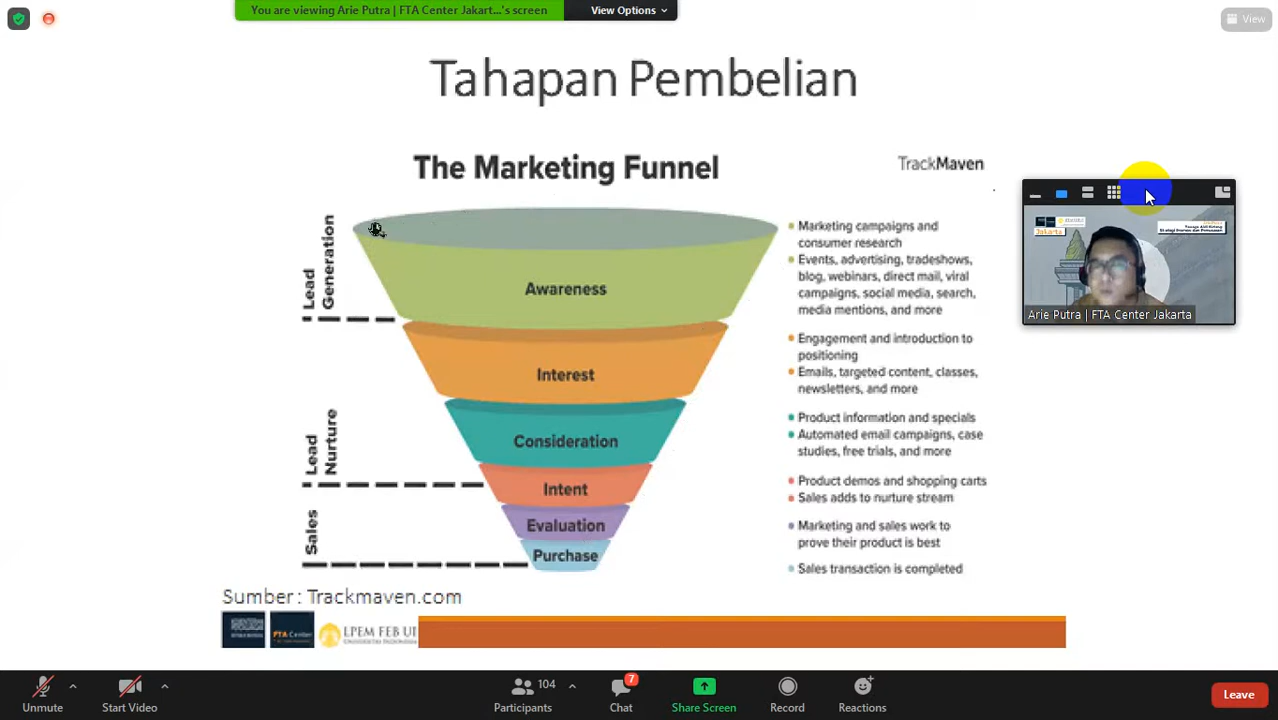 You are viewing Arie Putra | FTA Center Jakart...'s screen
View Options
View
Tahapan Pembelian
The Marketing Funnel
TrackMaven
Lead
Generation
Awareness
Marketing campaigns and
consumer research
Events, advertising, tradeshows,
blog, webinars, direct mail, viral
campaigns, social media, search,
media mentions, and more
Interest
Engagement and introduction to
positioning
Emails, targeted content, classes,
newsletters, and more
Lead
Nurture
Consideration
Product information and specials
Automated email campaigns, case
studies, free trials, and more
Intent
Product demos and shopping carts
Sales adds to nurture stream
Sales
Evaluation
Marketing and sales work to
prove their product is best
Purchase
Sales transaction is completed
Jakarta
Arie Putra | FTA Center Jakarta
Sumber : Trackmaven.com
FTA Center
LPEM FEB UI
UNIVERSITAS INDONESIA
Unmute
Start Video
104
Participants
7
Chat
Share Screen
Record
Reactions
Leave